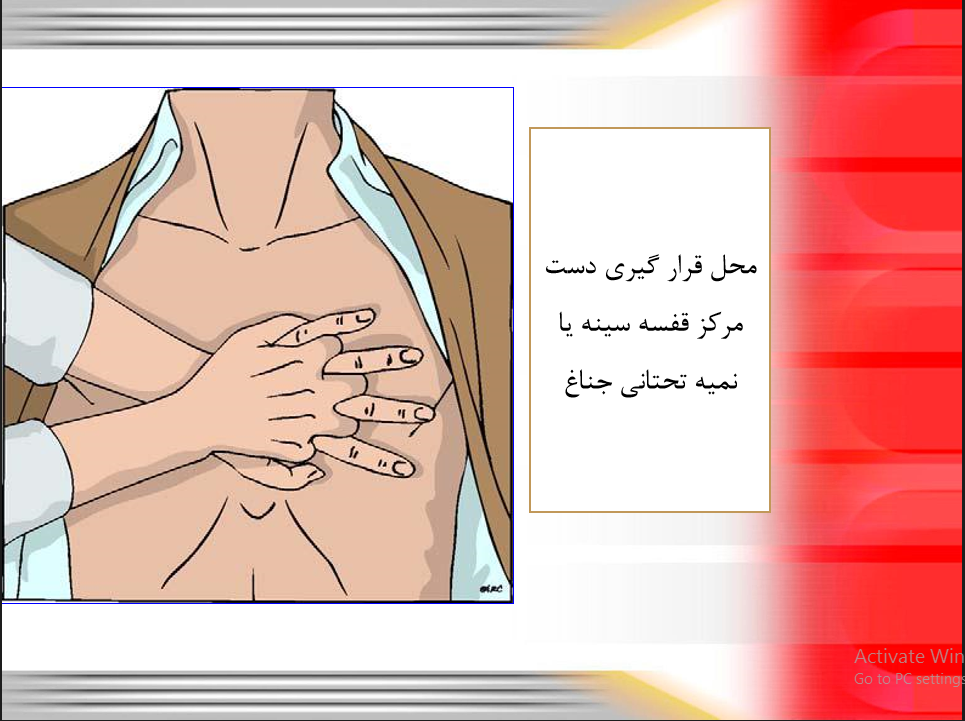 محل قرار گیری دست
مرکز قفسه سینه یا
نمیه تحتانی جناغ
Activate Win
Go to PC settings